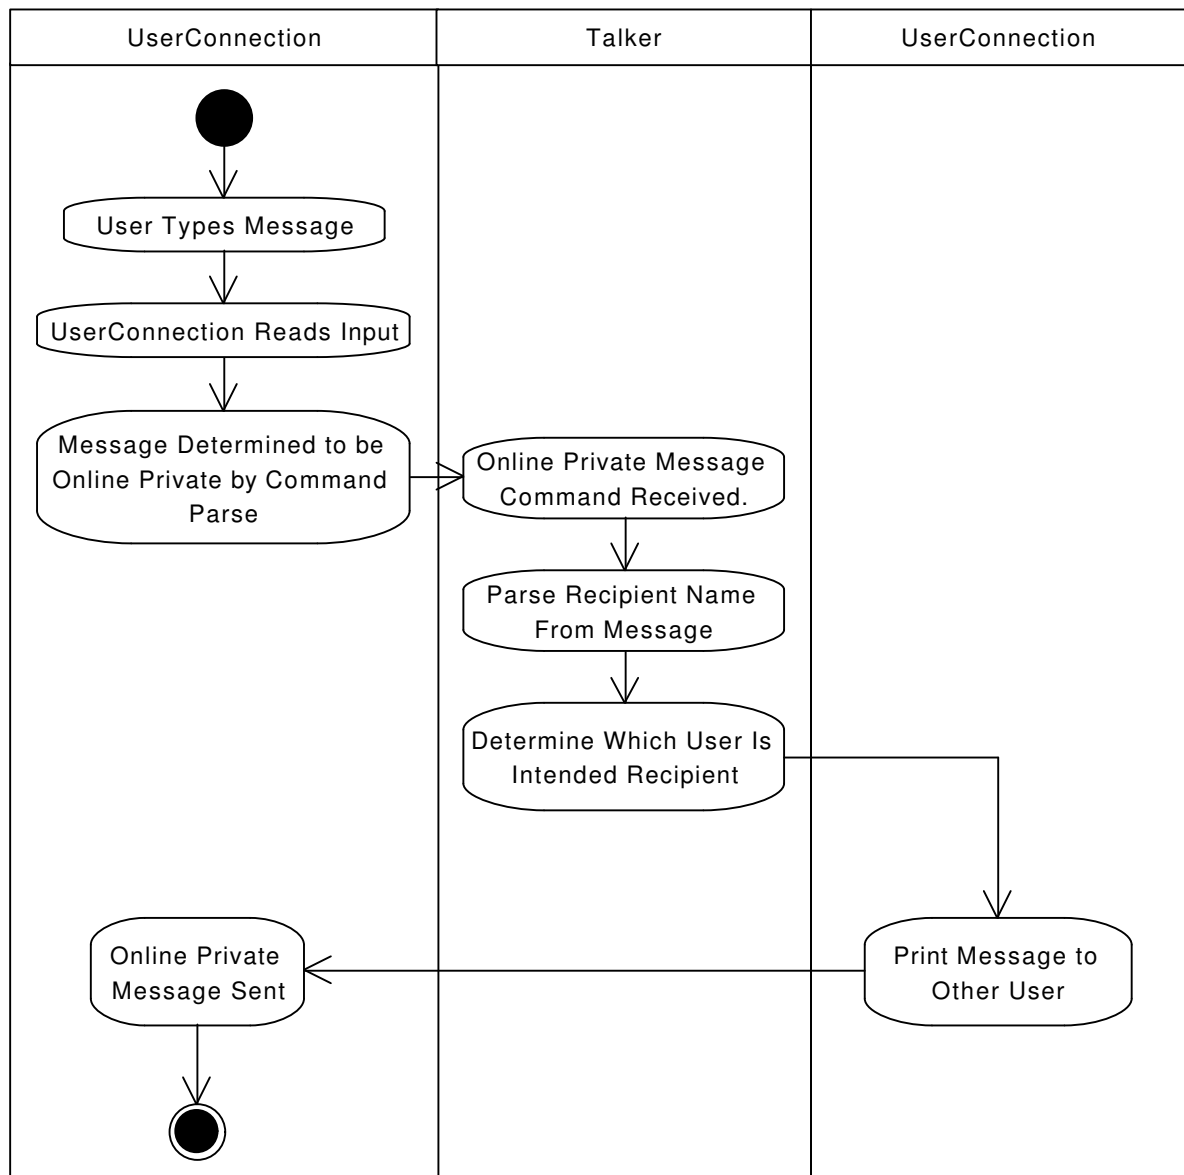 UserConnection
Talker
UserConnection
User Types Message
UserConnection Reads Input
Message Determined to be
Online Private by Command
Parse
Online Private Message
Command Received.
Parse Recipient Name
From Message
Determine Which User Is
Intended Recipient
Print Message to
Other User
Online Private
Message Sent